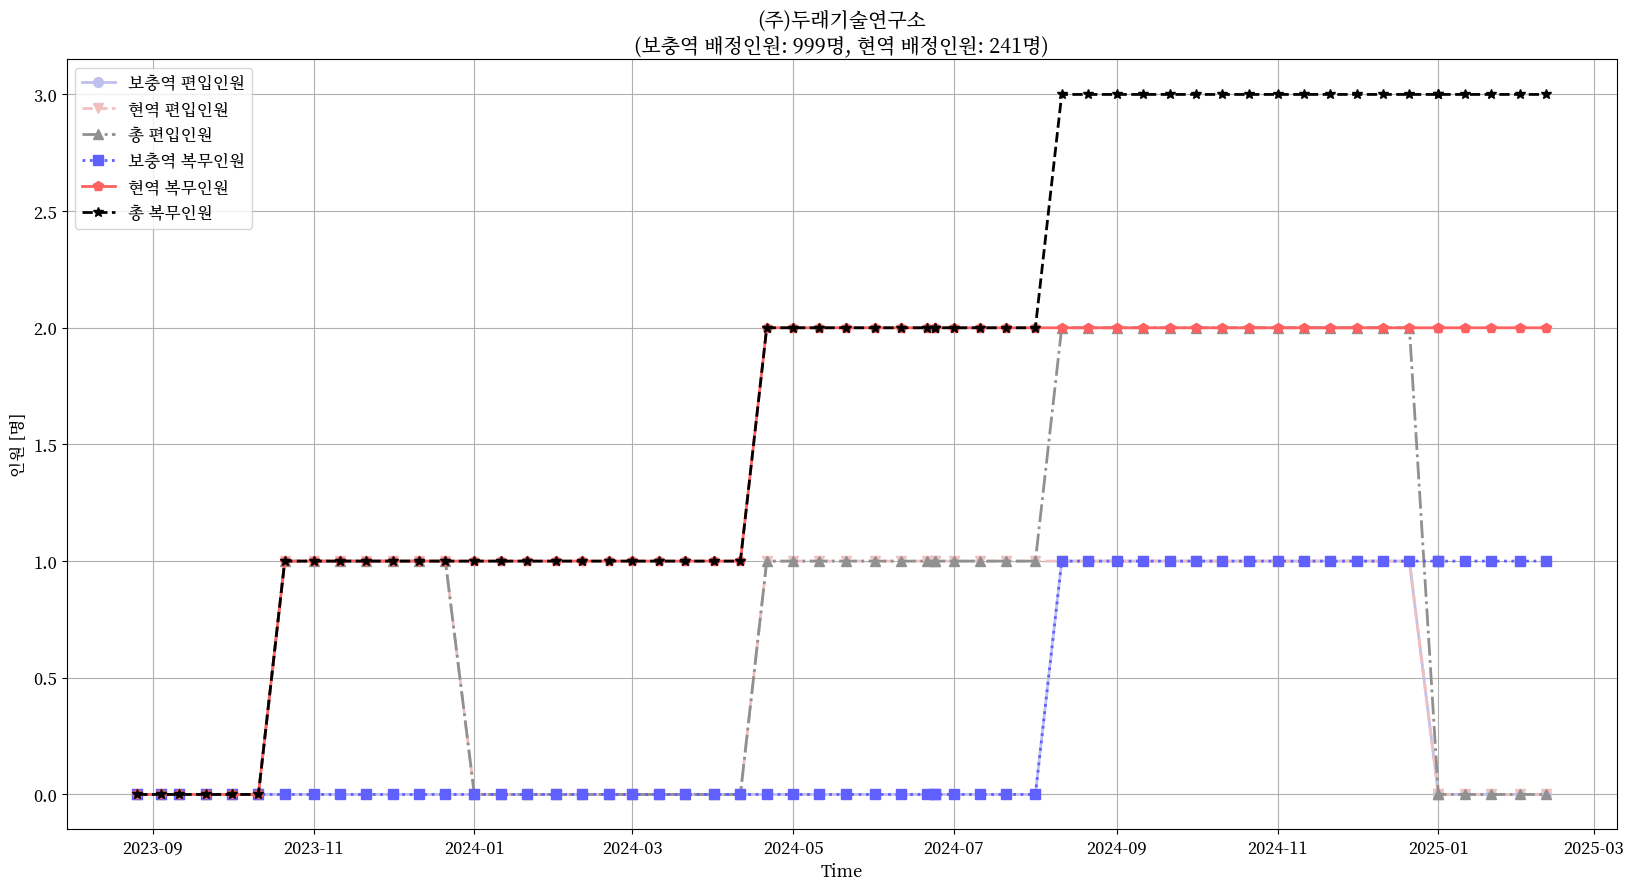 (주)두래기술연구소
(보충역 배정인원: 999명, 현역 배정인원: 241명)
보충역 편입인원
현역 편입인원
총 편입인원
보충역 복무인원
현역 복무인원
총 복무인원
인원 [명]
3.0
2.5
2.0
1.5
1.0
0.5
0.0
2023-09
2023-11
2024-01
2024-03
2024-05
2024-07
2024-09
2024-11
2025-01
2025-03
Time